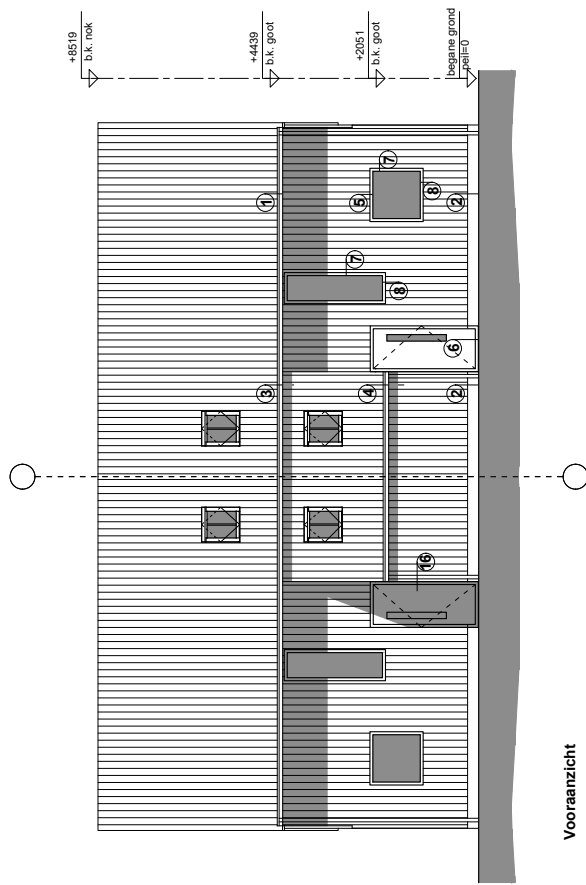 +8519
b.k. nok
+4439
b.k. goot
+2051
b.k. goot
begane grond
peil=0
1
5
7
8
2
7
8
6
3
4
2
16
Vooraanzicht